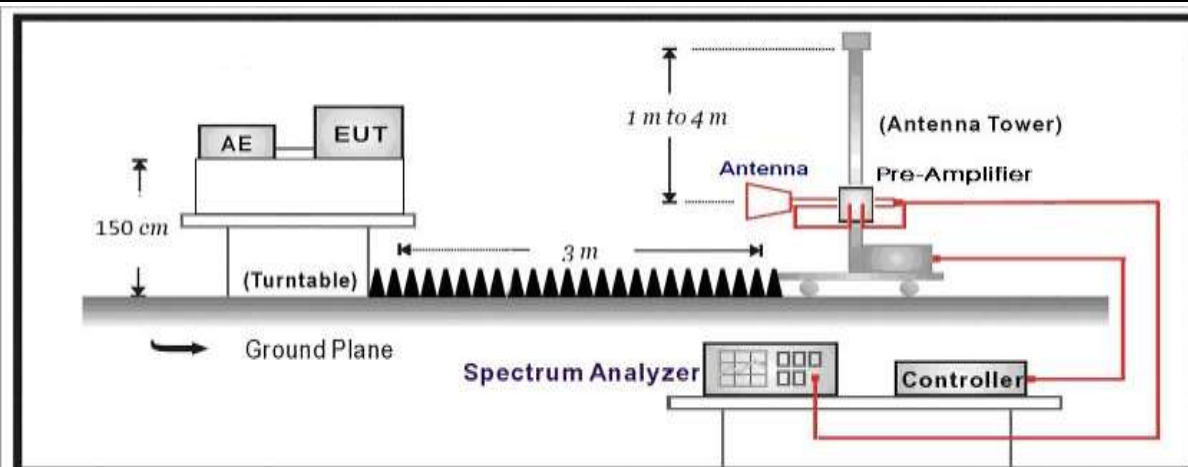 1 m to 4 m
(Antenna Tower)
AE
EUT
Antenna
Pre-Amplifier
150 cm
3 m
(Turntable)
Ground Plane
Spectrum Analyzer
Controller